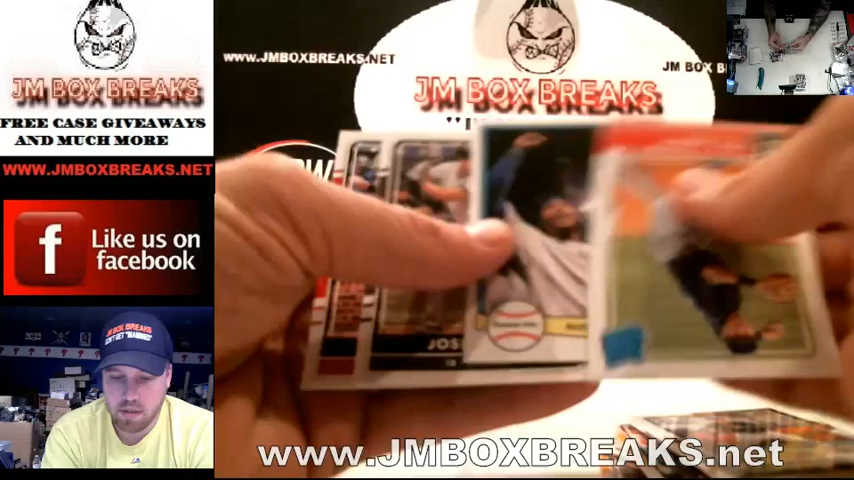 JM BOX BREAKS
FREE CASE GIVEAWAYS
AND MUCH MORE
WWW.JMBOXBREAKS.NET
f
Like us on
facebook
JM BOX BREAKS
www.JMBOXBREAKS.NET
JM BOX B
JM BOX BREAKS
JOS
www.JMBOXBREAKS.net